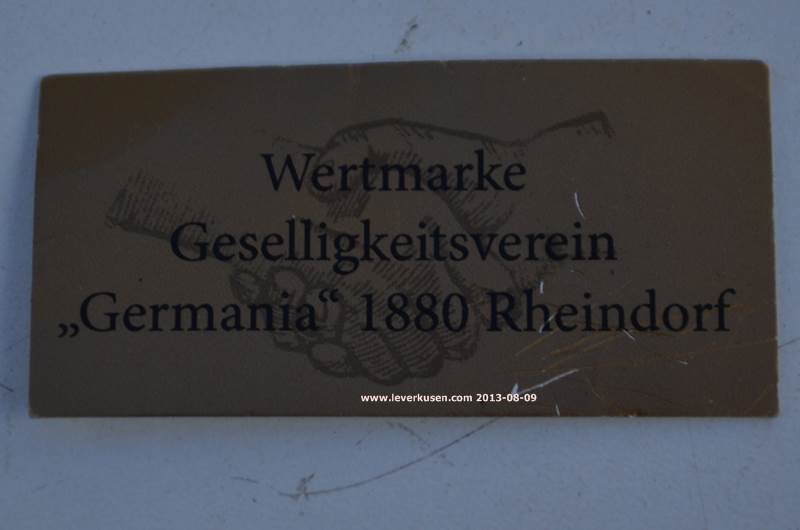 Wertmarke
Geselligkeitsverein
„Germania“ 1880 Rheindorf
www.leverkusen.com 2013-08-09